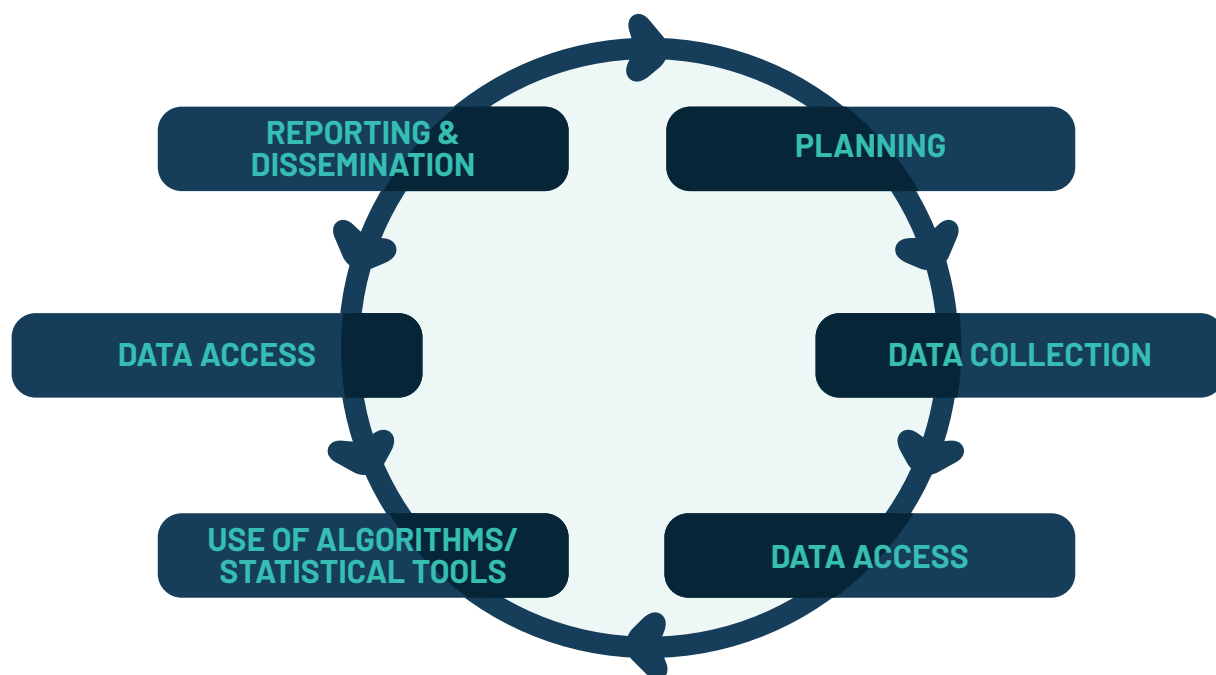 REPORTING &
DISSEMINATION
PLANNING
DATA ACCESS
DATA COLLECTION
USE OF ALGORITHMS/
STATISTICAL TOOLS
DATA ACCESS